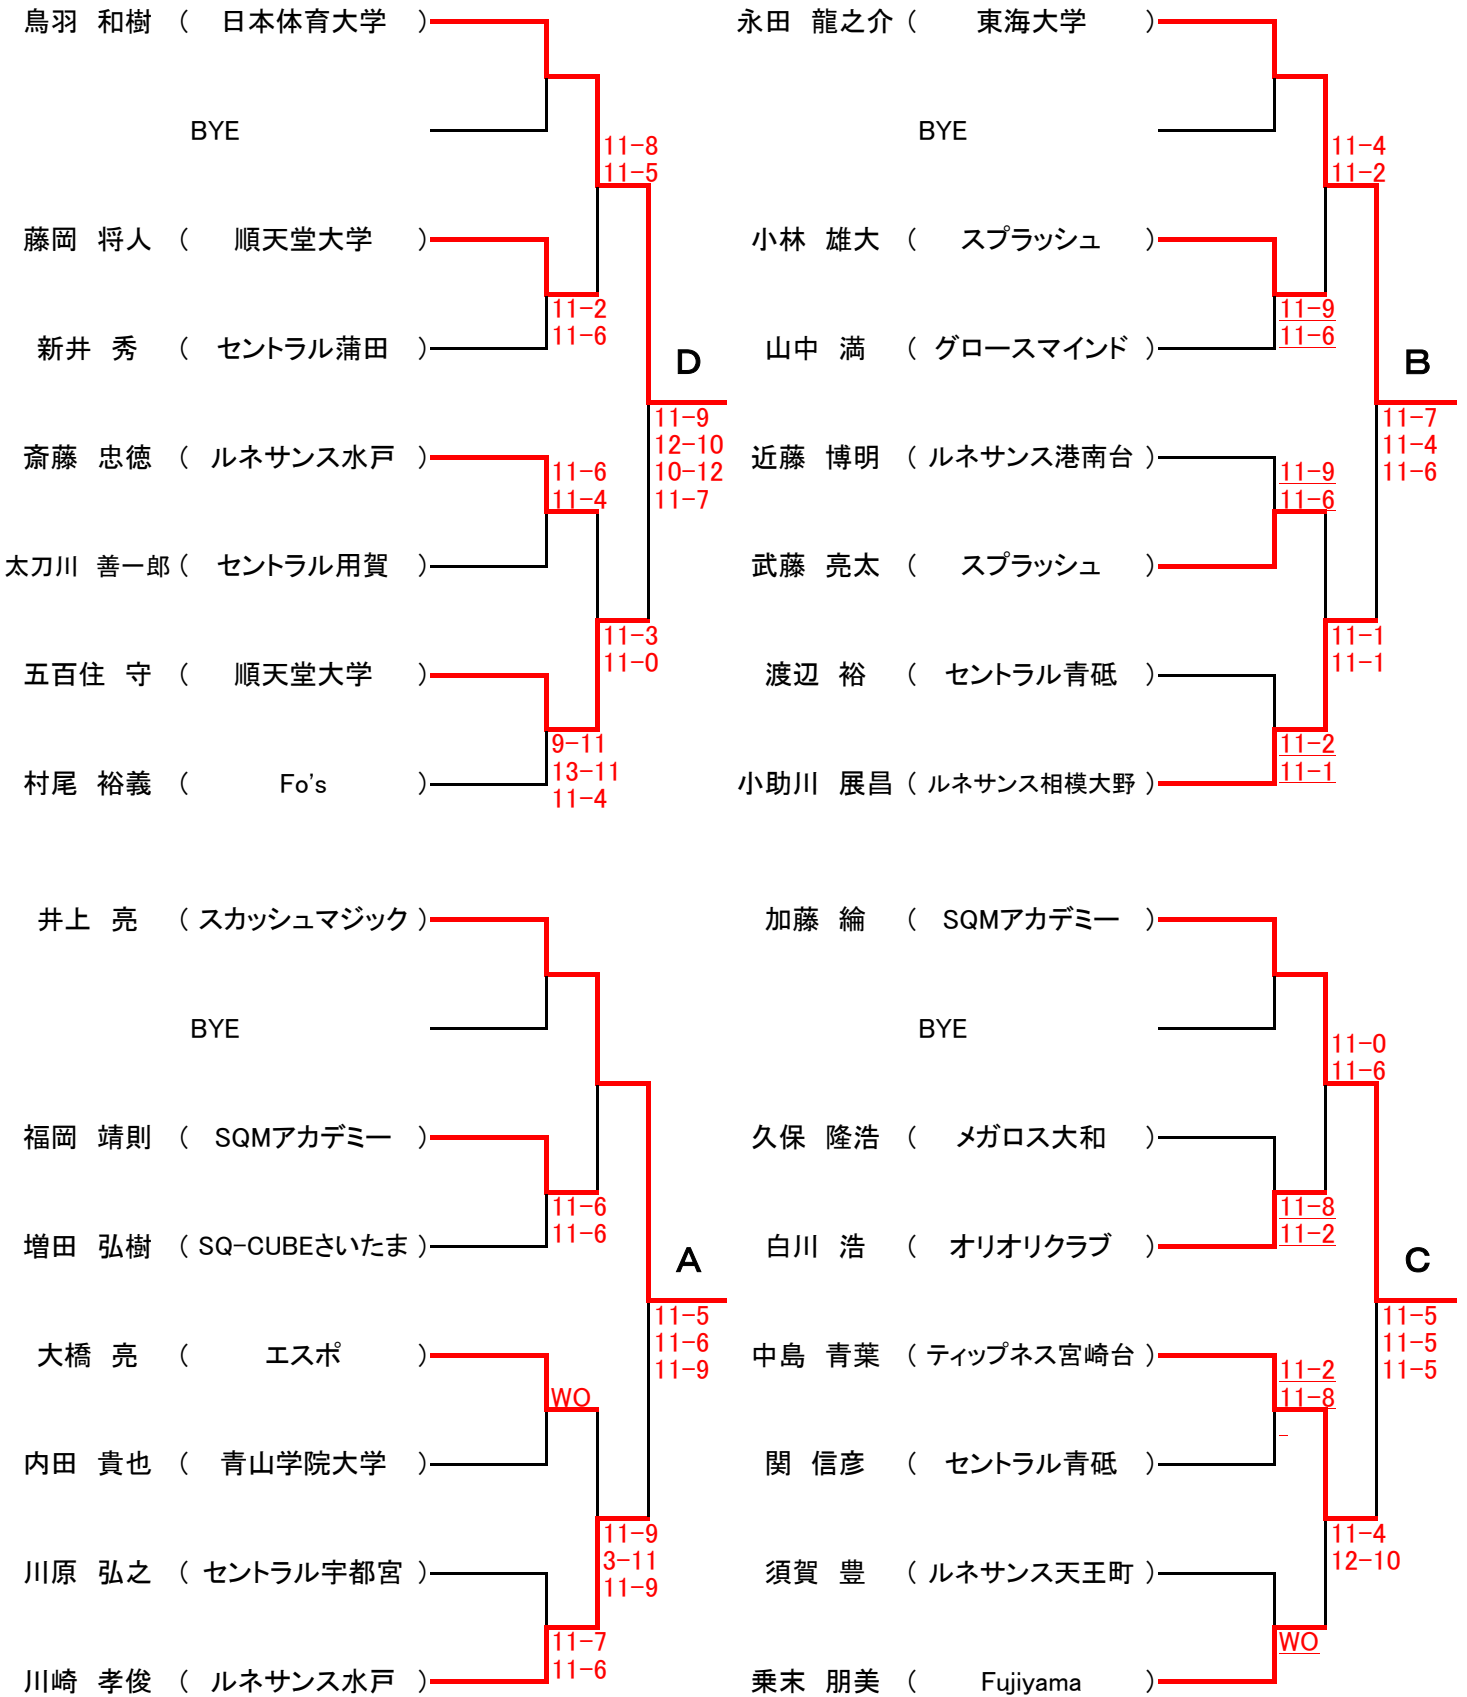 鳥羽 和樹 ( 日本体育大学 )
BYE
11-8
11-5
藤岡 将人 ( 順天堂大学 )
11-2
11-6
新井 秀 ( セントラル蒲田 )
D
11-9
12-10
10-12
11-7
斎藤 忠徳 ( ルネサンス水戸 )
11-6
11-4
太刀川 善一郎 ( セントラル用賀 )
11-3
11-0
五百住 守 ( 順天堂大学 )
9-11
13-11
11-4
村尾 裕義 ( Fo's )
永田 龍之介 ( 東海大学 )
BYE
11-4
11-2
小林 雄大 ( スプラッシュ )
11-9
11-6
山中 満 ( グロースマインド )
B
11-7
11-4
11-6
近藤 博明 ( ルネサンス港南台 )
11-9
11-6
武藤 亮太 ( スプラッシュ )
11-1
11-1
渡辺 裕 ( セントラル青砥 )
11-2
11-1
小助川 展昌 ( ルネサンス相模大野 )
井上 亮 ( スカッシュマジック )
BYE
福岡 靖則 ( SQMアカデミー )
11-6
11-6
増田 弘樹 ( SQ-CUBEさいたま )
A
11-5
11-6
11-9
大橋 亮 ( エスポ )
WO
内田 貴也 ( 青山学院大学 )
11-9
3-11
11-9
川原 弘之 ( セントラル宇都宮 )
11-7
11-6
川崎 孝俊 ( ルネサンス水戸 )
加藤 綸 ( SQMアカデミー )
BYE
11-0
11-6
久保 隆浩 ( メガロス大和 )
11-8
11-2
白川 浩 ( オリオリクラブ )
C
11-5
11-5
11-5
中島 青葉 ( ティップネス宮崎台 )
11-2
11-8
関 信彦 ( セントラル青砥 )
11-4
12-10
須賀 豊 ( ルネサンス天王町 )
WO
乗末 朋美 ( Fujiyama )